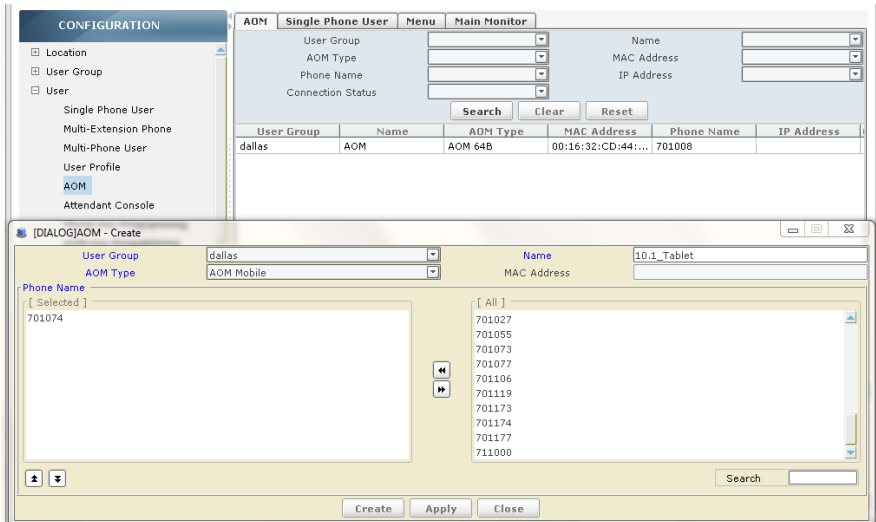 CONFIGURATION
Location
User Group
User
Single Phone User
Multi-Extension Phone
Multi-Phone User
User Profile
AOM
Attendant Console
AOM Single Phone User Menu Main Monitor
User Group Name
AOM Type MAC Address
Phone Name IP Address
Connection Status
Search Clear Reset
User Group Name AOM Type MAC Address Phone Name IP Address
dallas AOM AOM 64B 00:16:32:CD:44:... 701008
[DIALOG]AOM - Create
User Group dallas Name 10.1_Tablet
AOM Type AOM Mobile MAC Address
Phone Name
[ Selected ] [ All ]
701074
701027
701055
701073
701077
701106
701119
701173
701174
701177
711000
Search
Create Apply Close